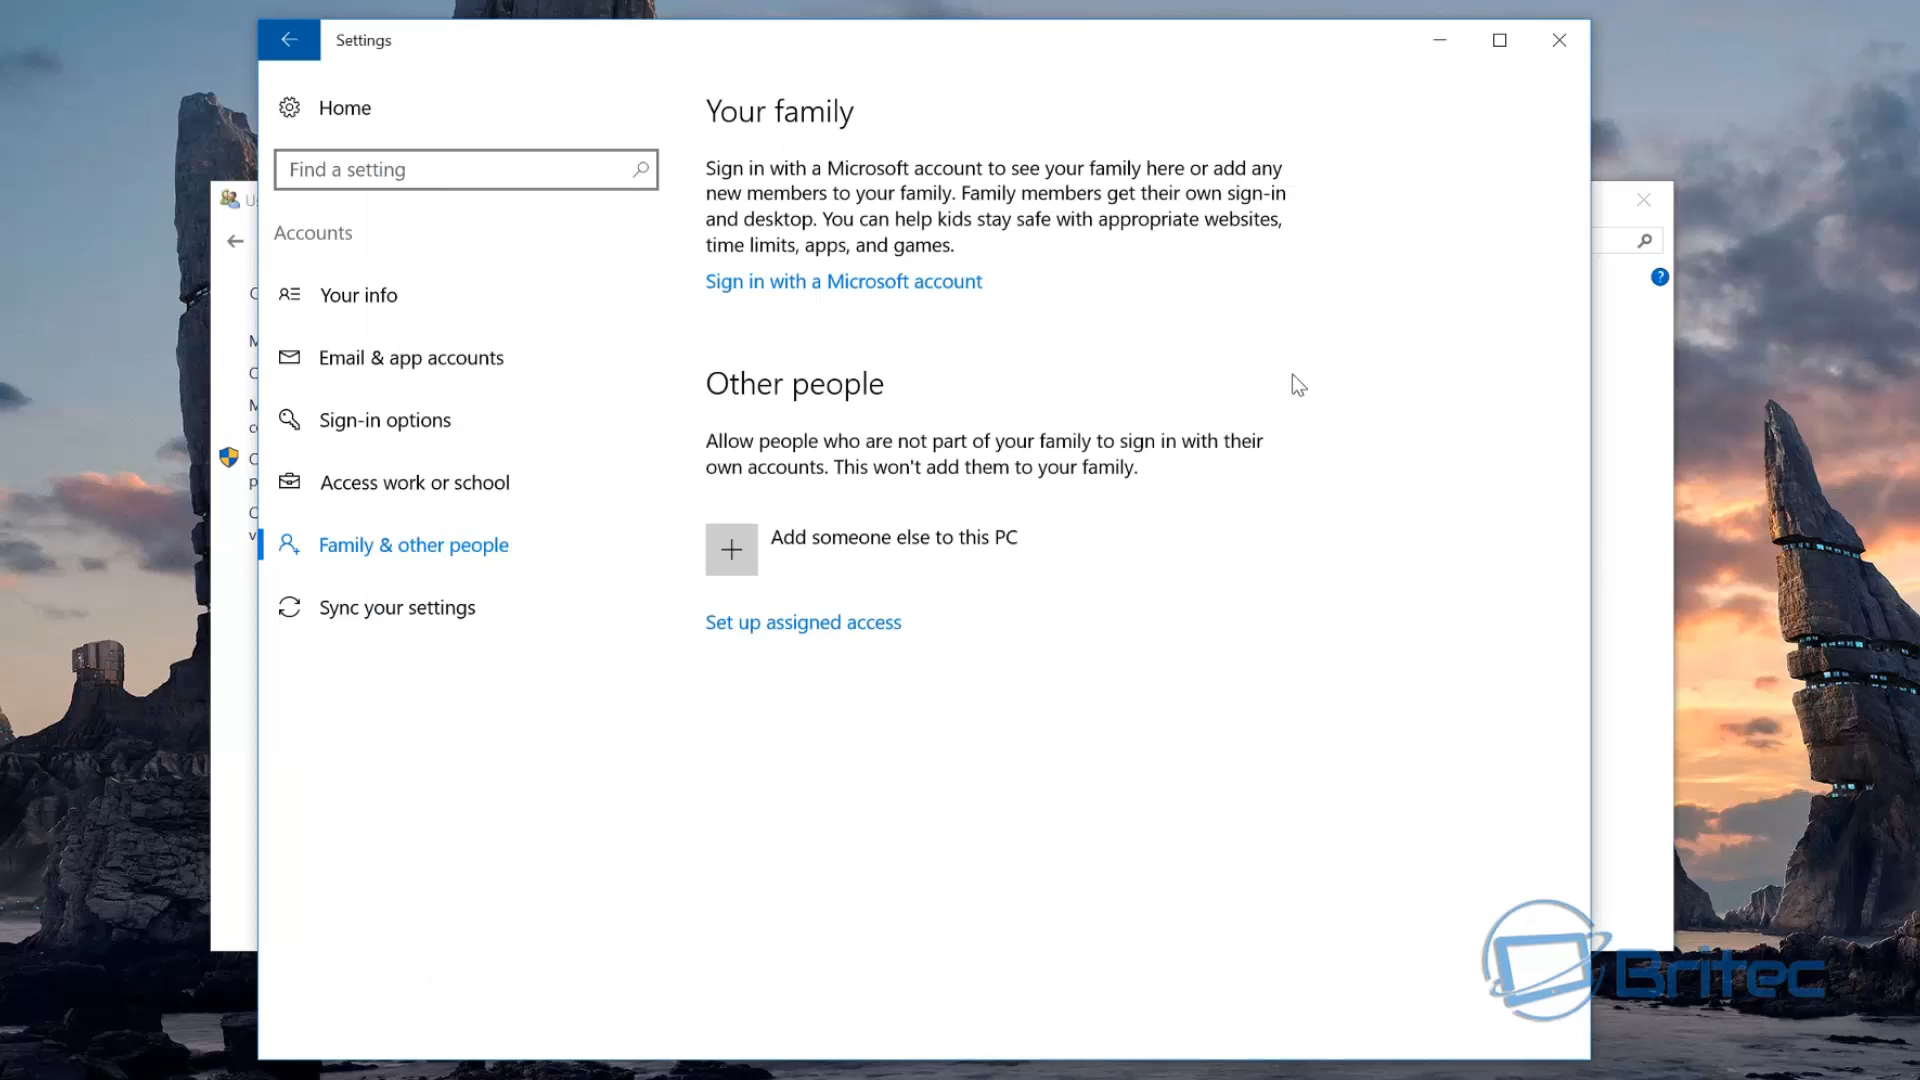 Settings
Home
Find a setting
Accounts
Your info
Email & app accounts
Sign-in options
Access work or school
Family & other people
Sync your settings
Your family
Sign in with a Microsoft account to see your family here or add any
new members to your family. Family members get their own sign-in
and desktop. You can help kids stay safe with appropriate websites,
time limits, apps, and games.
Sign in with a Microsoft account
Other people
Allow people who are not part of your family to sign in with their
own accounts. This won't add them to your family.
Add someone else to this PC
Set up assigned access
Britec